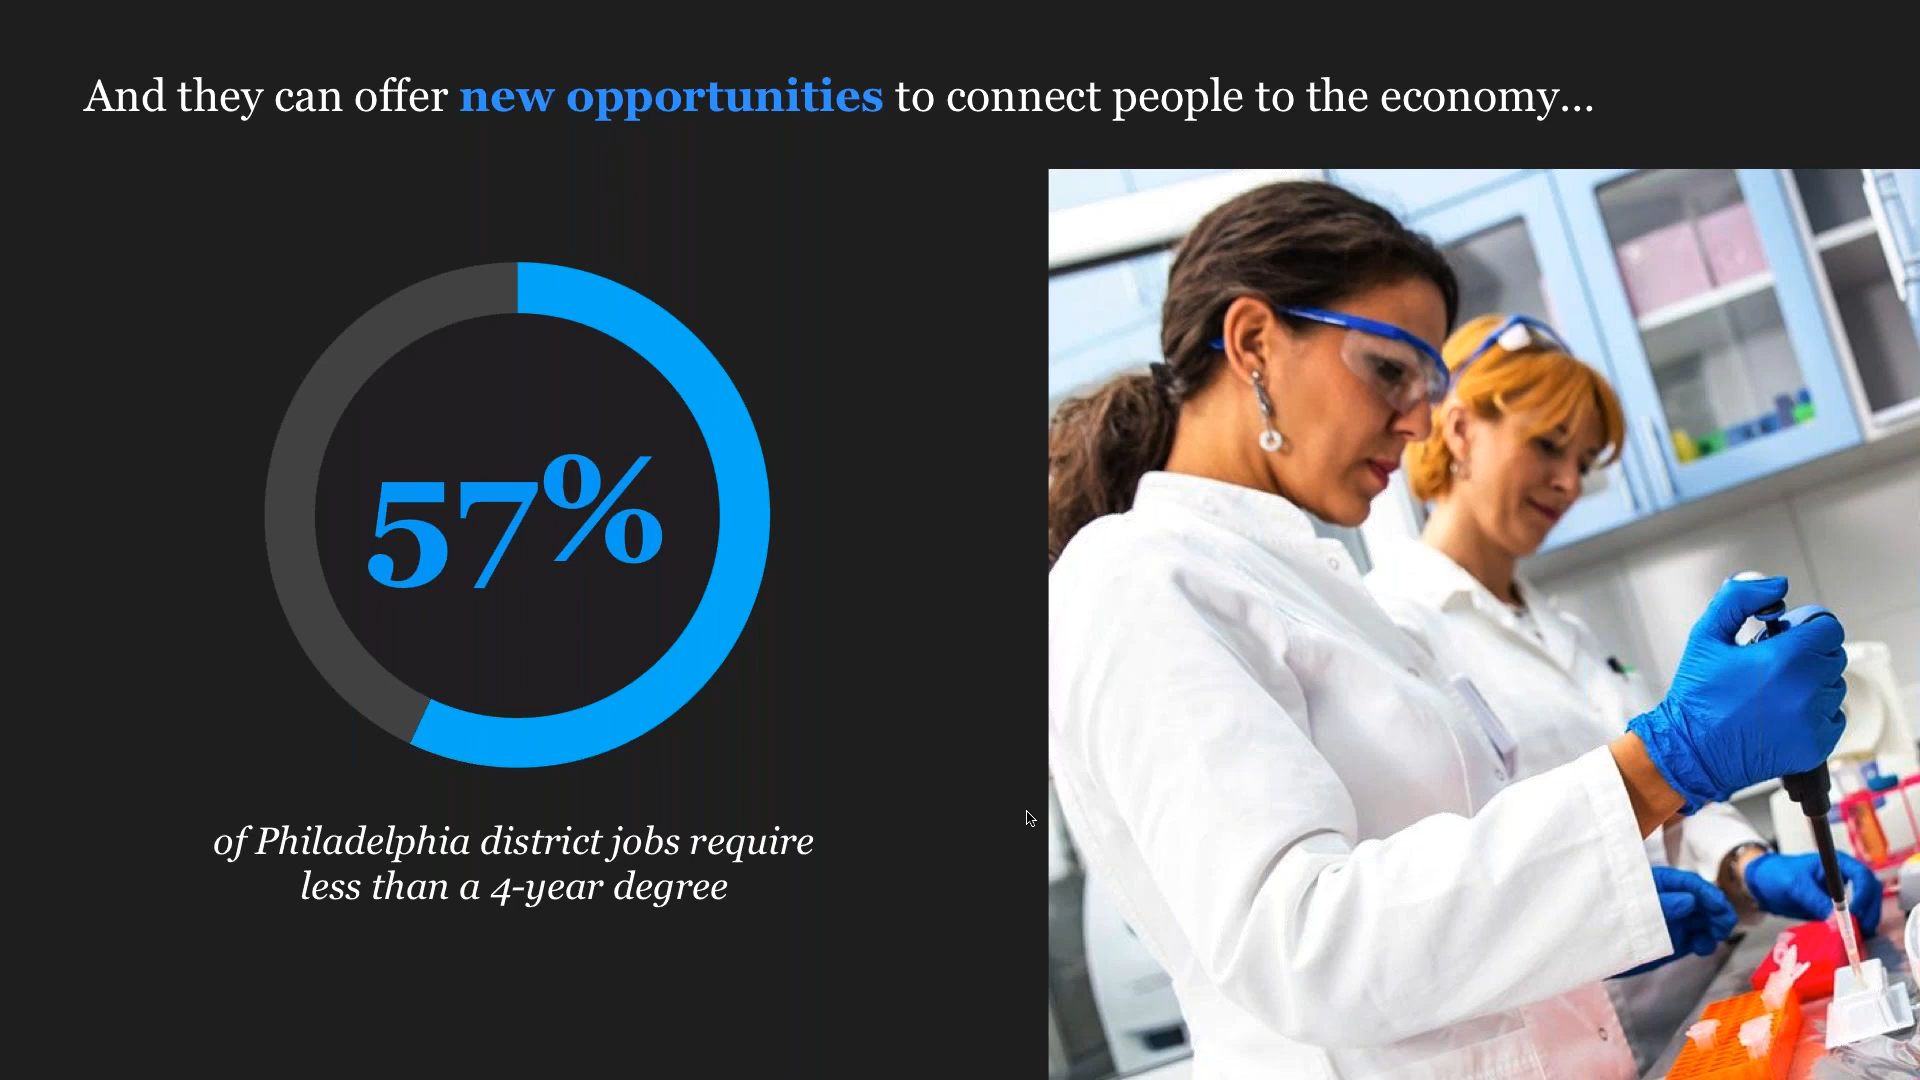 And they can offer new opportunities to connect people to the economy...
57%
of Philadelphia district jobs require
less than a 4-year degree